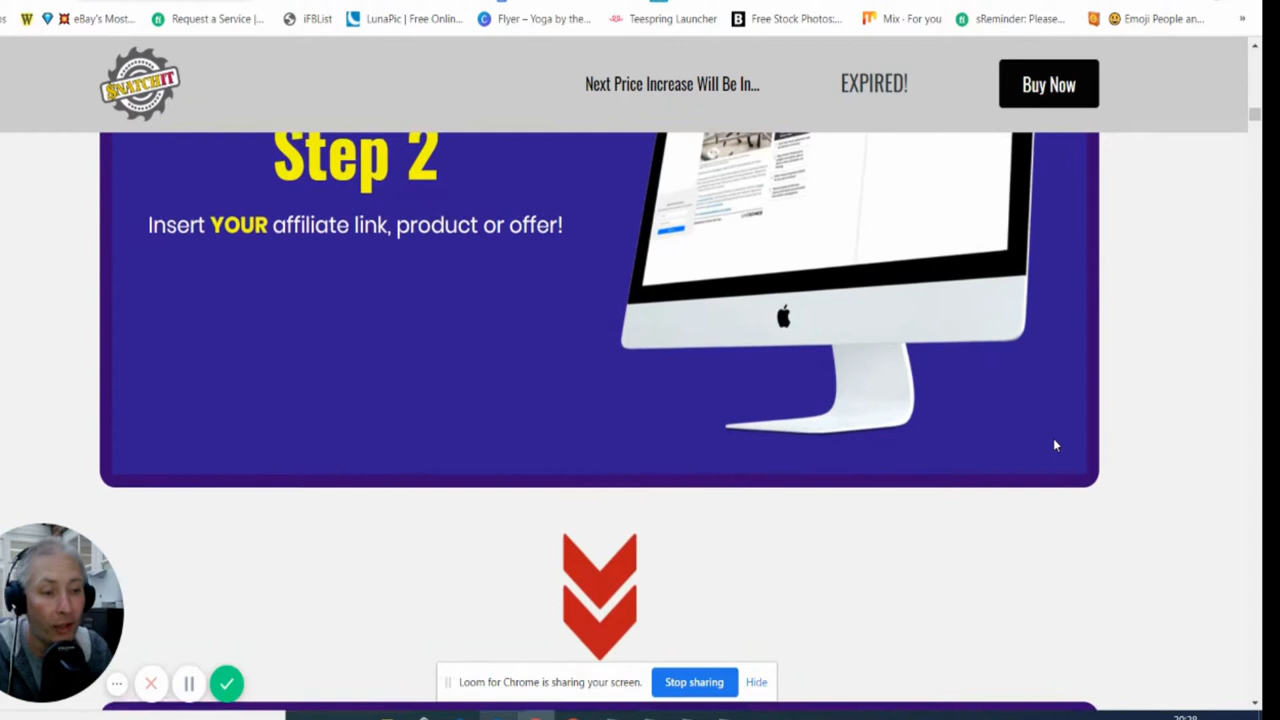 eBay's Most...
Request a Service |...
iFBList
LunaPic | Free Onlin...
Flyer – Yoga by the...
Teespring Launcher
Free Stock Photos:...
Mix · For you
sReminder: Please...
Emoji People an...
»
SNATCHIT
Next Price Increase Will Be In...
EXPIRED!
Buy Now
Step 2
Insert YOUR affiliate link, product or offer!
Loom for Chrome is sharing your screen.
Stop sharing
Hide